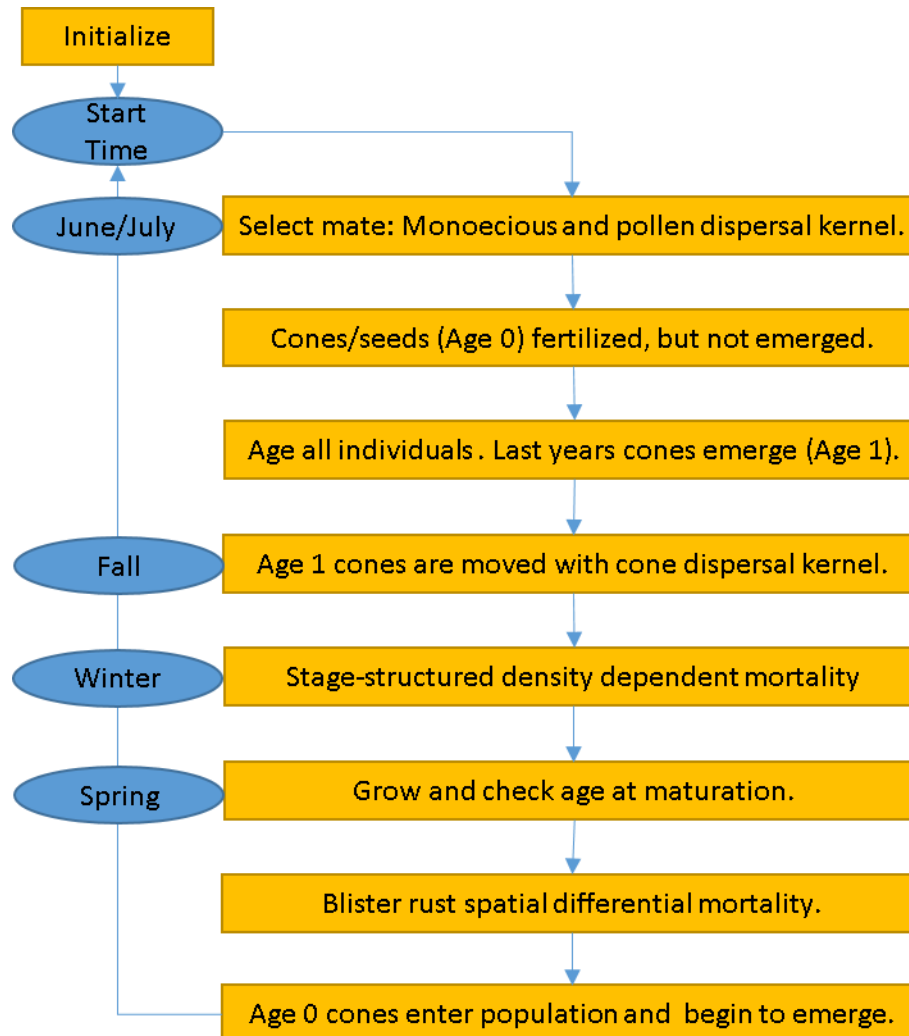 Initialize
Start
Time
June/July
Select mate: Monoecious and pollen dispersal kernel.
Cones/seeds (Age 0) fertilized, but not emerged.
Age all individuals . Last years cones emerge (Age 1).
Fall
Age 1 cones are moved with cone dispersal kernel.
Winter
Stage-structured density dependent mortality
Spring
Grow and check age at maturation.
Blister rust spatial differential mortality.
Age 0 cones enter population and begin to emerge.